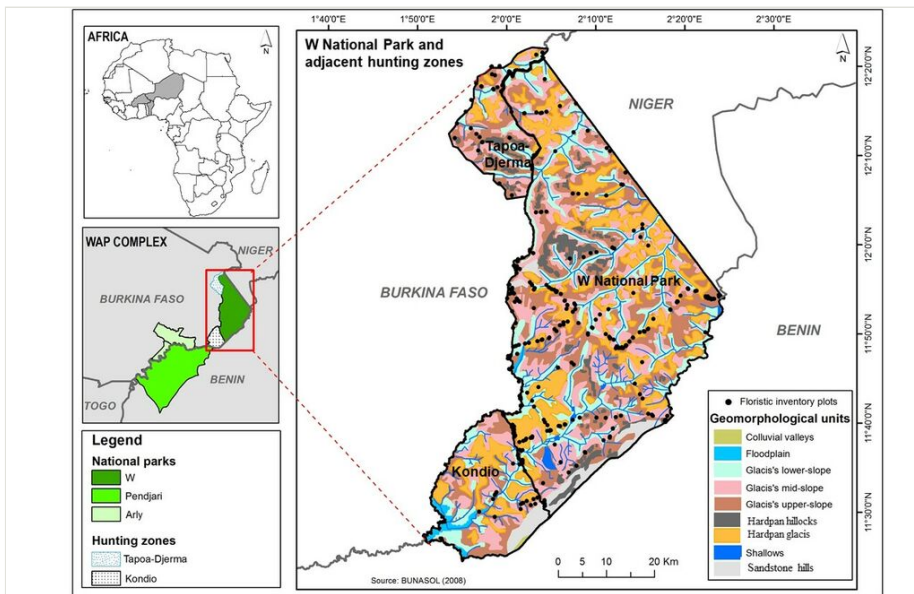 AFRICA
N
WAP COMPLEX
NIGER
BURKINA FASO
BENIN
TOGO
Legend
National parks
W
Pendjari
Arly
Hunting zones
Tapoa-Djerma
Kondio
1°40'0"E
1°50'0"E
2°0'0"E
2°10'0"E
2°20'0"E
2°30'0"E
W National Park and
adjacent hunting zones
N
NIGER
Tapoa-
Djerma
W National Park
BURKINA FASO
BENIN
Kondio
12°20'0"N
12°10'0"N
12°0'0"N
11°50'0"N
11°40'0"N
11°30'0"N
Floristic inventory plots
Geomorphological units
Colluvial valleys
Floodplain
Glacis's lower-slope
Glacis's mid-slope
Glacis's upper-slope
Hardpan hillocks
Hardpan glacis
Shallows
Sandstone hills
0 5 10 20 Km
Source: BUNASOL (2008)